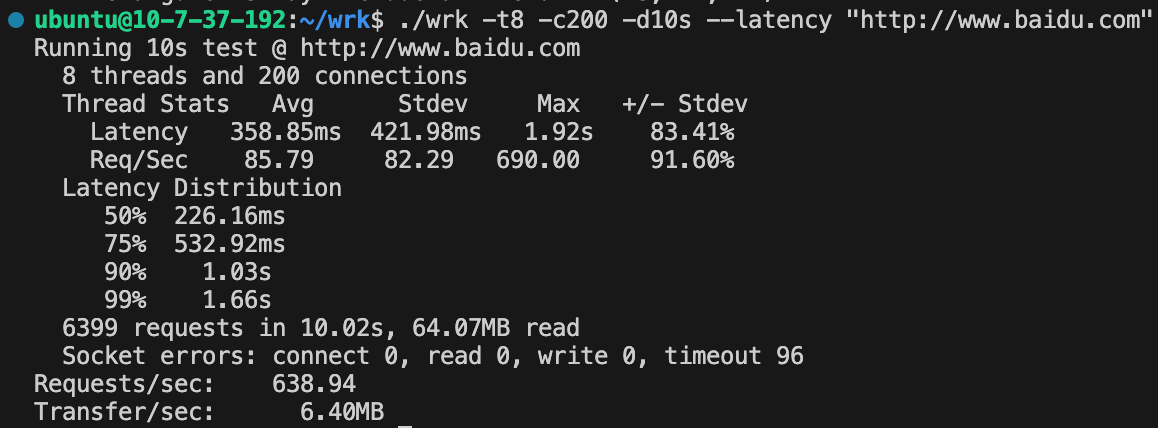 ubuntu@10-7-37-192:~/wrk$ ./wrk -t8 -c200 -d10s --latency "http://www.baidu.com"
Running 10s test @ http://www.baidu.com
  8 threads and 200 connections
  Thread Stats   Avg      Stdev     Max   +/- Stdev
    Latency   358.85ms  421.98ms   1.92s    83.41%
    Req/Sec    85.79     82.29   690.00     91.60%
  Latency Distribution
     50%  226.16ms
     75%  532.92ms
     90%    1.03s
     99%    1.66s
  6399 requests in 10.02s, 64.07MB read
  Socket errors: connect 0, read 0, write 0, timeout 96
Requests/sec:    638.94
Transfer/sec:      6.40MB